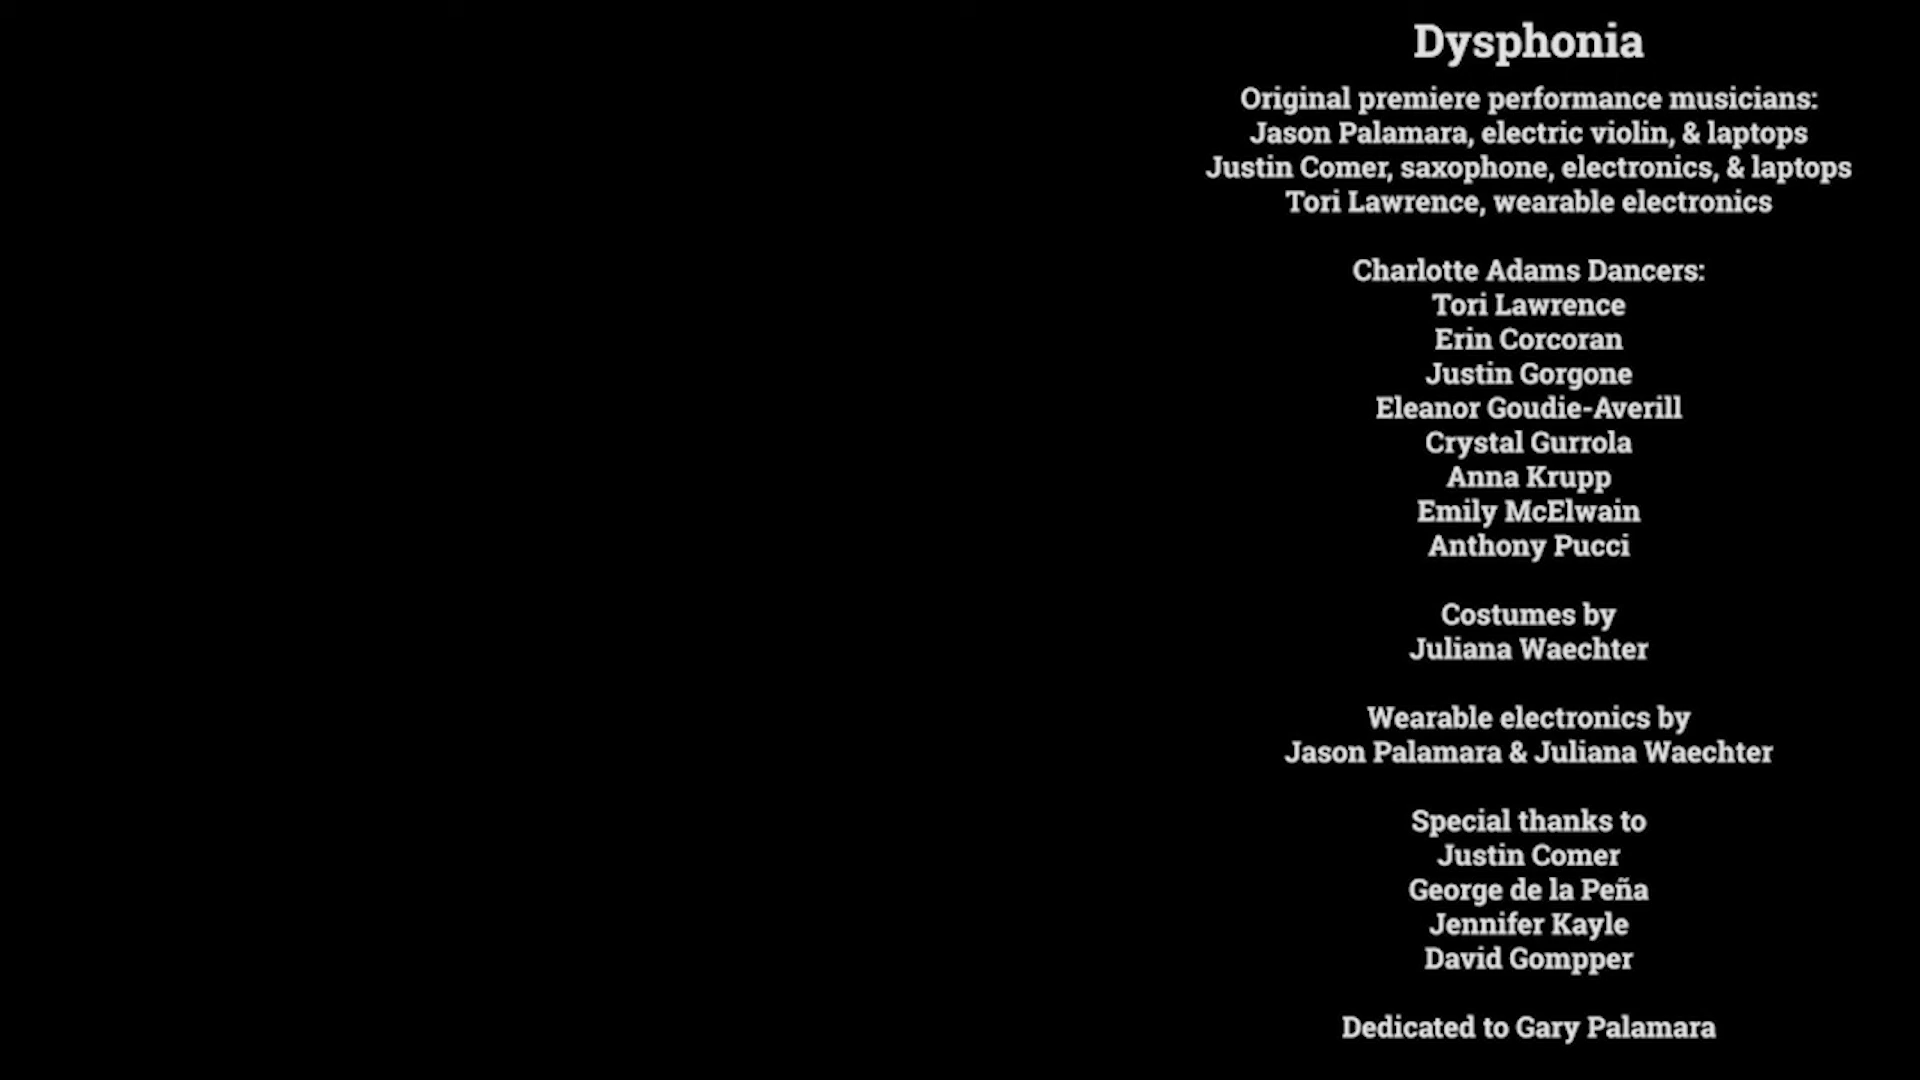 Dysphonia
Original premiere performance musicians:
Jason Palamara, electric violin, & laptops
Justin Comer, saxophone, electronics, & laptops
Tori Lawrence, wearable electronics
Charlotte Adams Dancers:
Tori Lawrence
Erin Corcoran
Justin Gorgone
Eleanor Goudie-Averill
Crystal Gurrola
Anna Krupp
Emily McElwain
Anthony Pucci
Costumes by
Juliana Waechter
Wearable electronics by
Jason Palamara & Juliana Waechter
Special thanks to
Justin Comer
George de la Peña
Jennifer Kayle
David Gompper
Dedicated to Gary Palamara